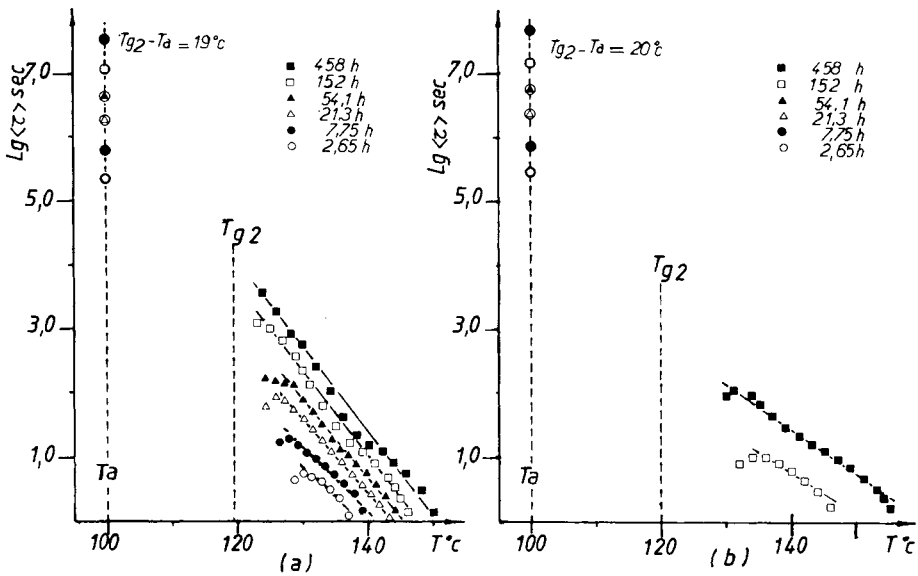 Lg <τ> sec
7,0
5,0
3,0
1,0
Tg2-Ta = 19°c
458 h
152 h
54,1 h
21,3 h
7,75 h
2,65 h
Tg2
Ta
100
120
140
T°c
(a)
Lg <τ> sec
7,0
5,0
3,0
1,0
Tg2-Ta = 20°c
458 h
152 h
54,1 h
21,3 h
7,75 h
2,65 h
Tg2
Ta
100
120
140
T°c
(b)